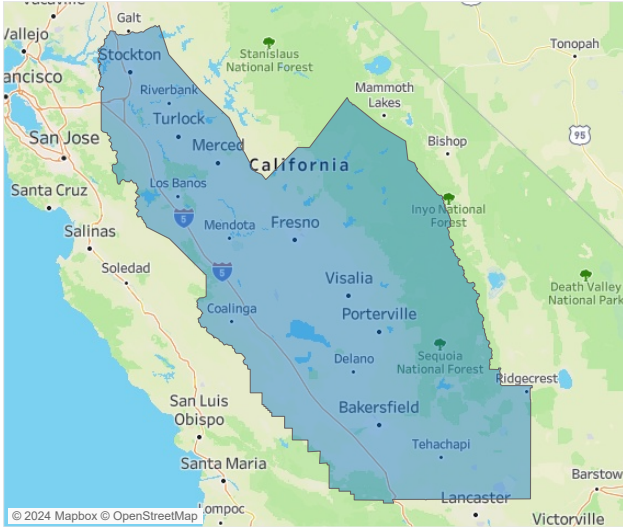 Vacaville
Galt
Vallejo
Stockton
Stanislaus
National Forest
Tonopah
ancisco
Riverbank
Mammoth
Lakes
Turlock
95
San Jose
Merced
Bishop
California
Santa Cruz
Los Banos
Inyo National
Forest
5
Mendota
Fresno
Salinas
Soledad
5
Visalia
Death Valley
National Park
Coalinga
Porterville
Delano
Sequoia
National Forest
Ridgecrest
San Luis
Obispo
Bakersfield
Tehachapi
Santa Maria
Barstow
Lancaster
Lompoc
© 2024 Mapbox © OpenStreetMap
Victorville